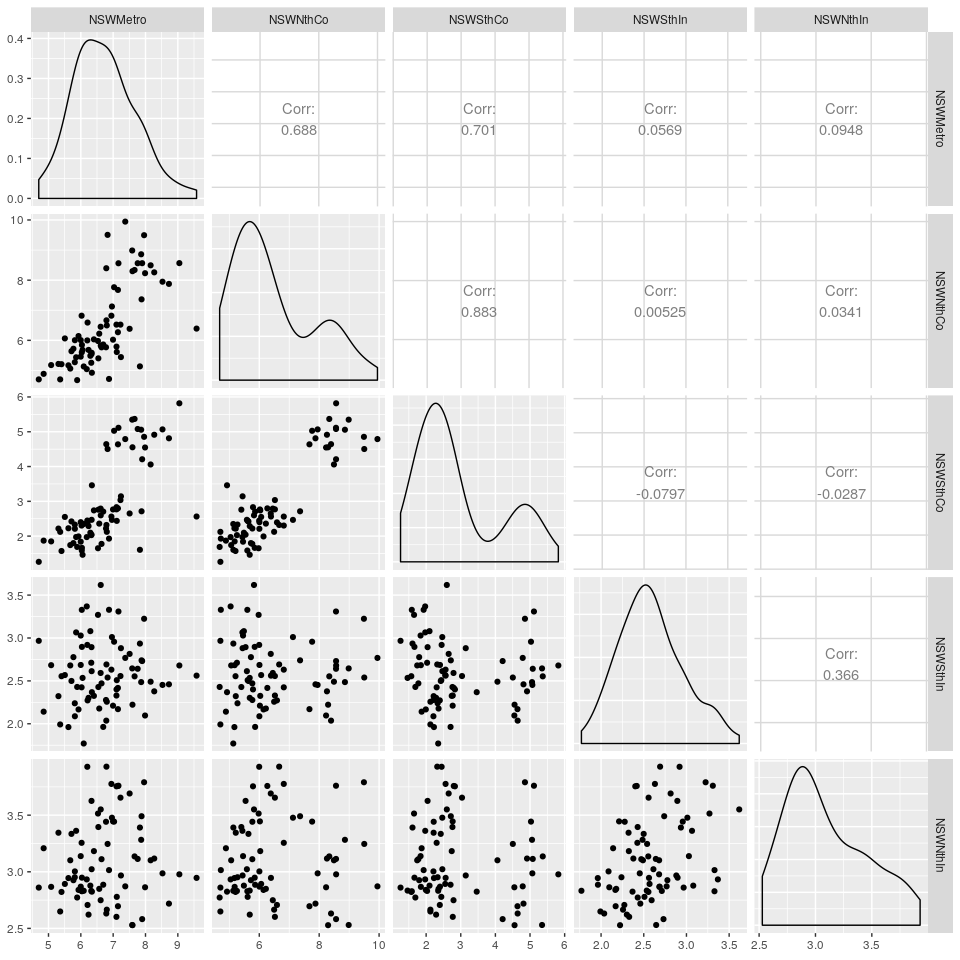 NSWMetro NSWNthCo NSWSthCo NSWSthIn NSWNthIn
0.4
0.3
0.2
0.1
0.0
Corr:
0.688
Corr:
0.701
Corr:
0.0569
Corr:
0.0948
NSWMetro
10
8
6
Corr:
0.883
Corr:
0.00525
Corr:
0.0341
NSWNthCo
6
5
4
3
2
Corr:
-0.0797
Corr:
-0.0287
NSWSthCo
3.5
3.0
2.5
2.0
Corr:
0.366
NSWSthIn
3.5
3.0
2.5
NSWNthIn
5 6 7 8 9 6 8 10 2 3 4 5 6 2.0 2.5 3.0 3.5 2.5 3.0 3.5